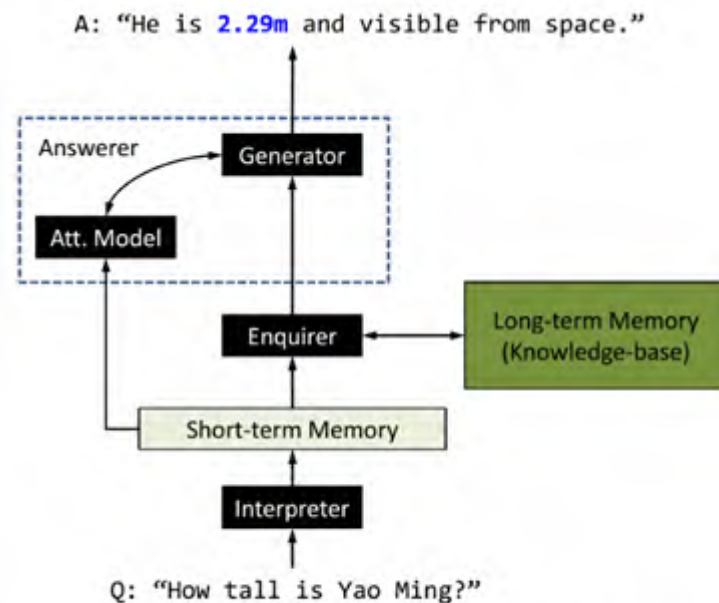 A: “He is 2.29m and visible from space.”
Answerer
Generator
Att. Model
Enquirer
Long-term Memory
(Knowledge-base)
Short-term Memory
Interpreter
Q: “How tall is Yao Ming?”